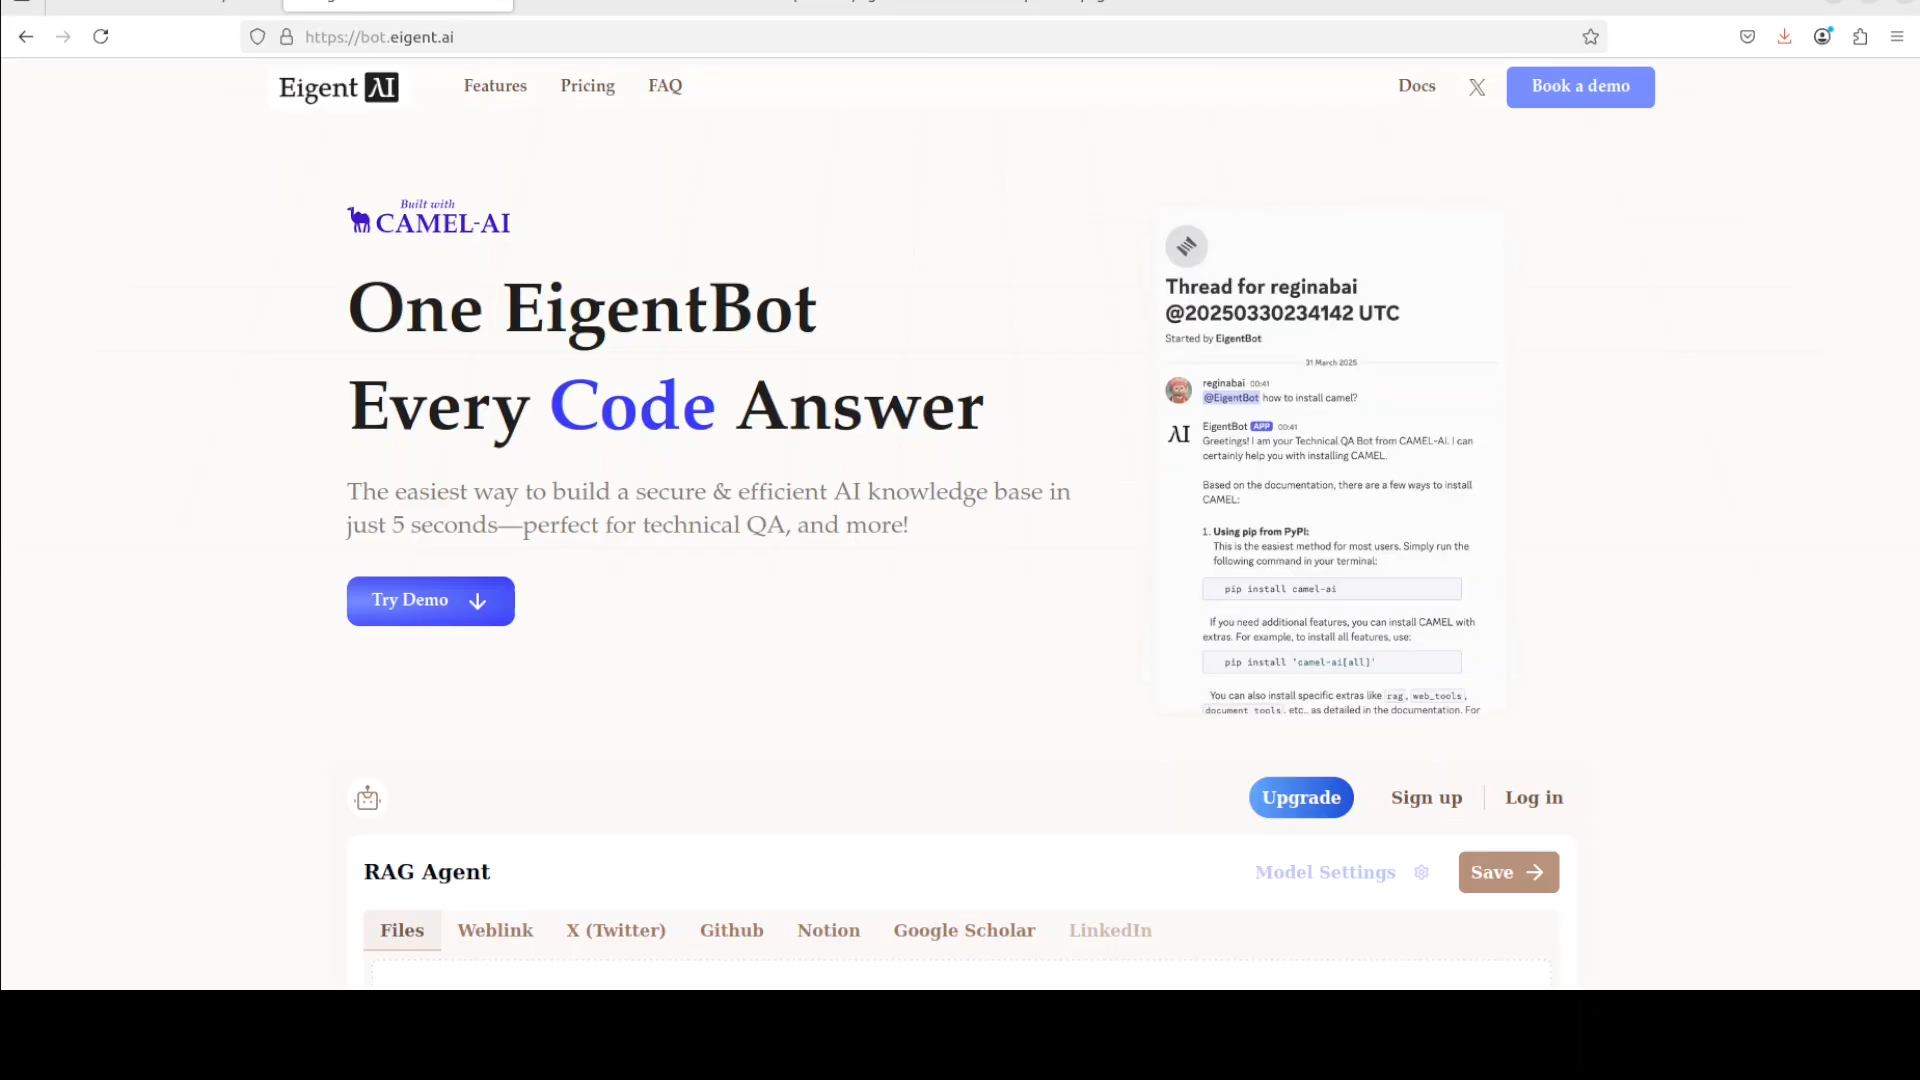 https://bot.eigent.ai
Eigent AI
Features
Pricing
FAQ
Docs
Book a demo
Built with
CAMEL-AI
One EigentBot
Every Code Answer
The easiest way to build a secure & efficient AI knowledge base in
just 5 seconds—perfect for technical QA, and more!
Try Demo
Thread for reginabai
@20250330234142 UTC
Started by EigentBot
31 March 2025
reginabai 00:41
@EigentBot how to install camel?
EigentBot APP 00:41
Greetings! I am your Technical QA Bot from CAMEL-AI. I can
certainly help you with installing CAMEL.
Based on the documentation, there are a few ways to install
CAMEL:
1. Using pip from PyPI:
This is the easiest method for most users. Simply run the
following command in your terminal:
pip install camel-ai
If you need additional features, you can install CAMEL with
extras. For example, to install all features, use:
pip install 'camel-ai[all]'
You can also install specific extras like rag, web_tools,
document_tools, etc., as detailed in the documentation. For
Upgrade
Sign up
Log in
RAG Agent
Model Settings
Save
Files
Weblink
X (Twitter)
Github
Notion
Google Scholar
LinkedIn